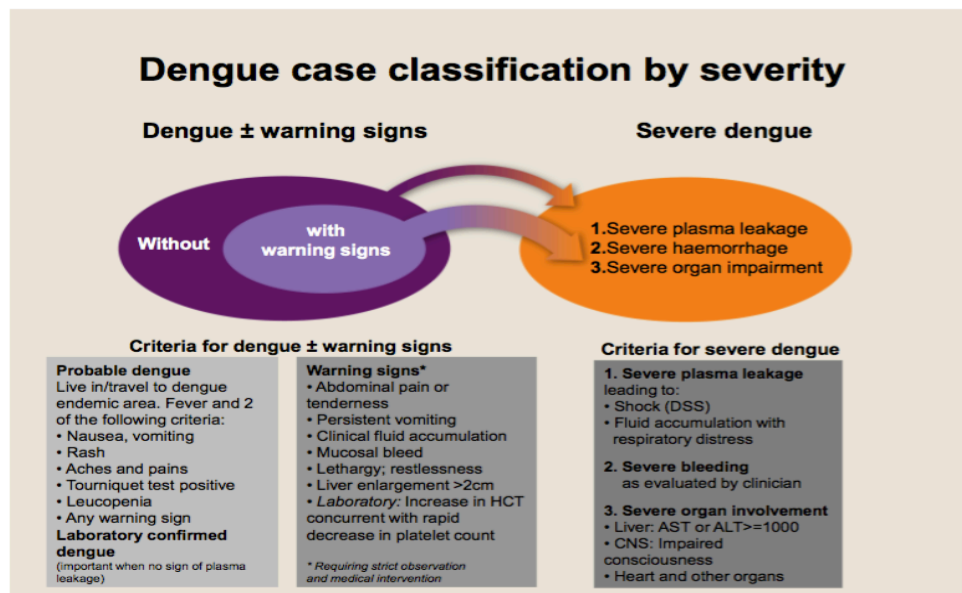 Dengue case classification by severity
Dengue ± warning signs
Severe dengue
Without
with
warning signs
1.Severe plasma leakage
2.Severe haemorrhage
3.Severe organ impairment
Criteria for dengue ± warning signs
Probable dengue
Live in/travel to dengue
endemic area. Fever and 2
of the following criteria:
• Nausea, vomiting
• Rash
• Aches and pains
• Tourniquet test positive
• Leucopenia
• Any warning sign
Laboratory confirmed
dengue
(important when no sign of plasma
leakage)
Warning signs*
• Abdominal pain or
tenderness
• Persistent vomiting
• Clinical fluid accumulation
• Mucosal bleed
• Lethargy; restlessness
• Liver enlargement >2cm
• Laboratory: Increase in HCT
concurrent with rapid
decrease in platelet count
* Requiring strict observation
and medical intervention
Criteria for severe dengue
1. Severe plasma leakage
leading to:
• Shock (DSS)
• Fluid accumulation with
respiratory distress
2. Severe bleeding
as evaluated by clinician
3. Severe organ involvement
• Liver: AST or ALT>=1000
• CNS: Impaired
consciousness
• Heart and other organs